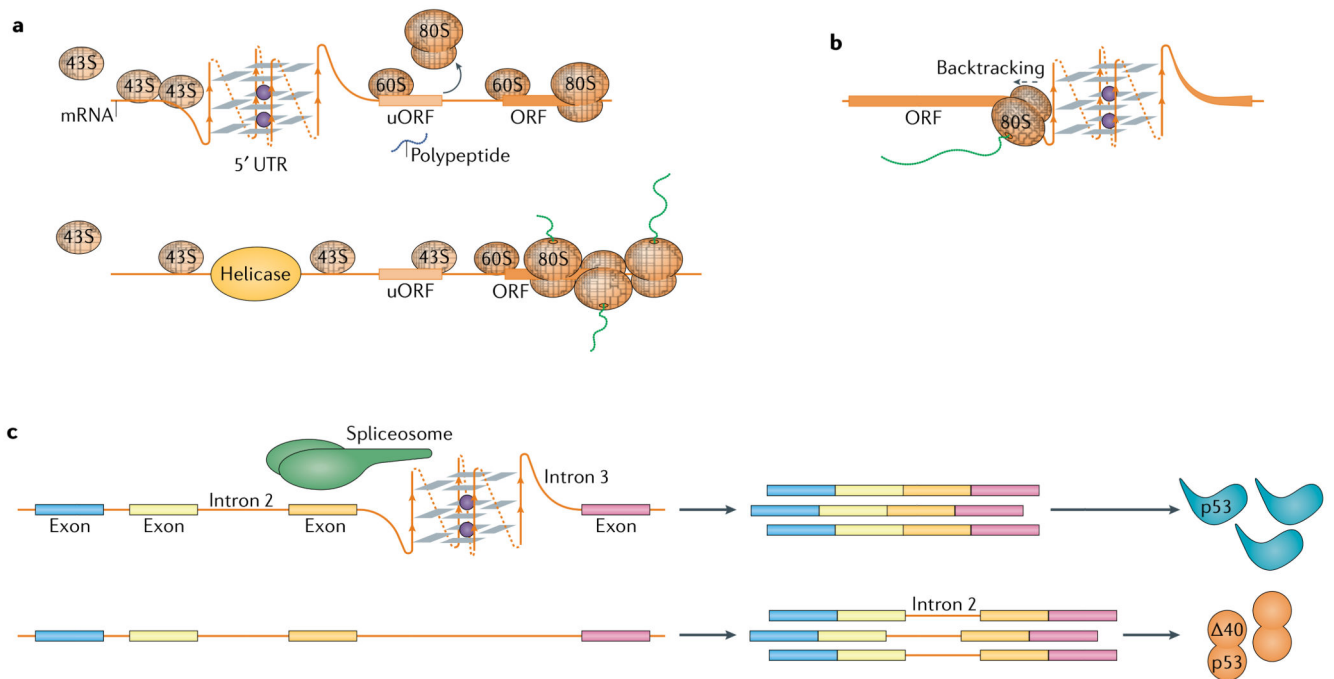 a
43S
43S
43S
mRNA
5′ UTR
60S
80S
uORF
Polypeptide
60S
ORF
80S
43S
43S
Helicase
43S
uORF
43S
60S
ORF
80S
b
Backtracking
ORF
80S
c
Spliceosome
Exon
Exon
Intron 2
Exon
Intron 3
Exon
p53
Intron 2
Δ40
p53